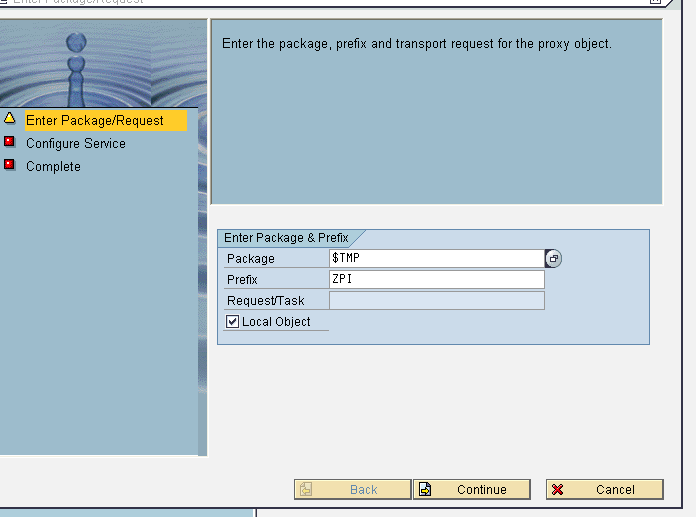 Enter Package/Request
Enter the package, prefix and transport request for the proxy object.
Enter Package/Request
Configure Service
Complete
Enter Package & Prefix
Package $TMP
Prefix ZPI
Request/Task
Local Object
Back Continue Cancel